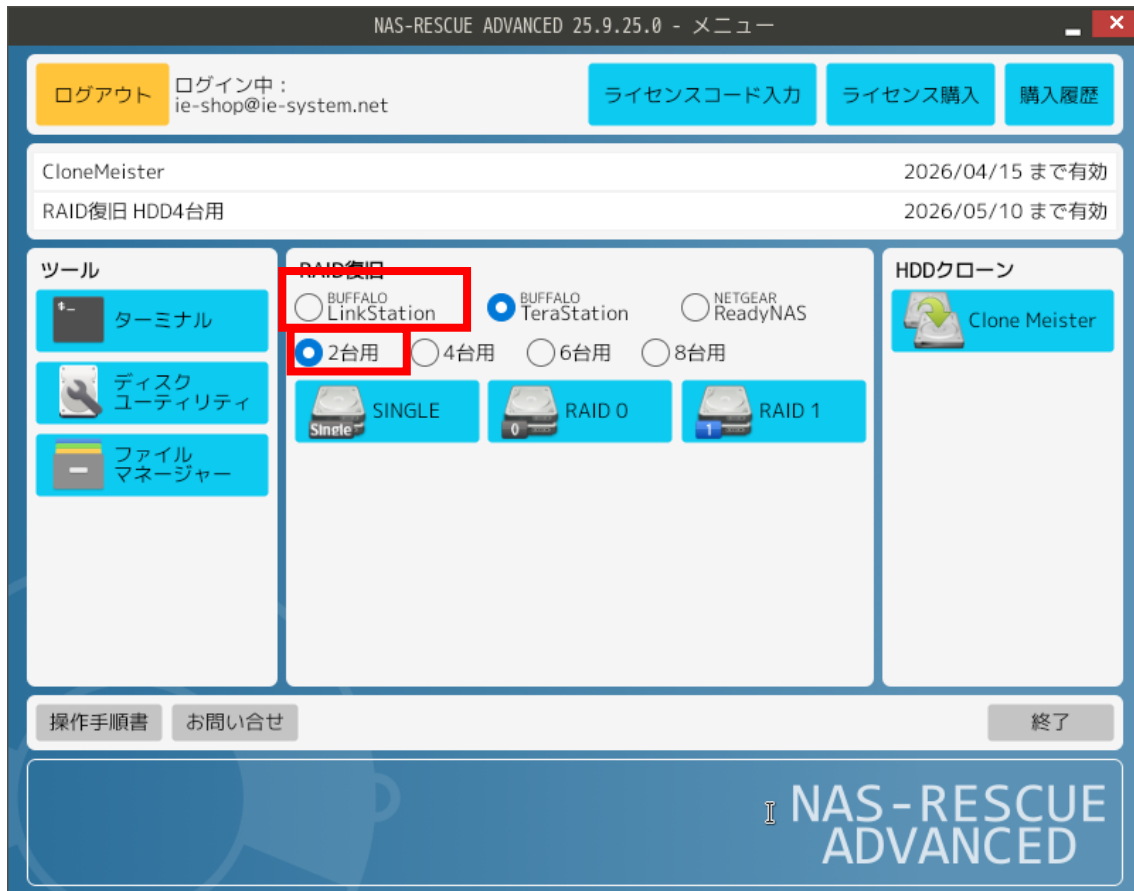 NAS-RESCUE ADVANCED 25.9.25.0 - メニュー
ログアウト
ログイン中 :
ie-shop@ie-system.net
ライセンスコード入力
ライセンス購入
購入履歴
CloneMeister
2026/04/15 まで有効
RAID復旧 HDD4台用
2026/05/10 まで有効
ツール
ターミナル
ディスク
ユーティリティ
ファイル
マネージャー
RAID復旧
BUFFALO
LinkStation
BUFFALO
TeraStation
NETGEAR
ReadyNAS
2台用
4台用
6台用
8台用
Single
SINGLE
0
RAID 0
1
RAID 1
HDDクローン
Clone Meister
操作手順書
お問い合せ
終了
NAS-RESCUE
ADVANCED